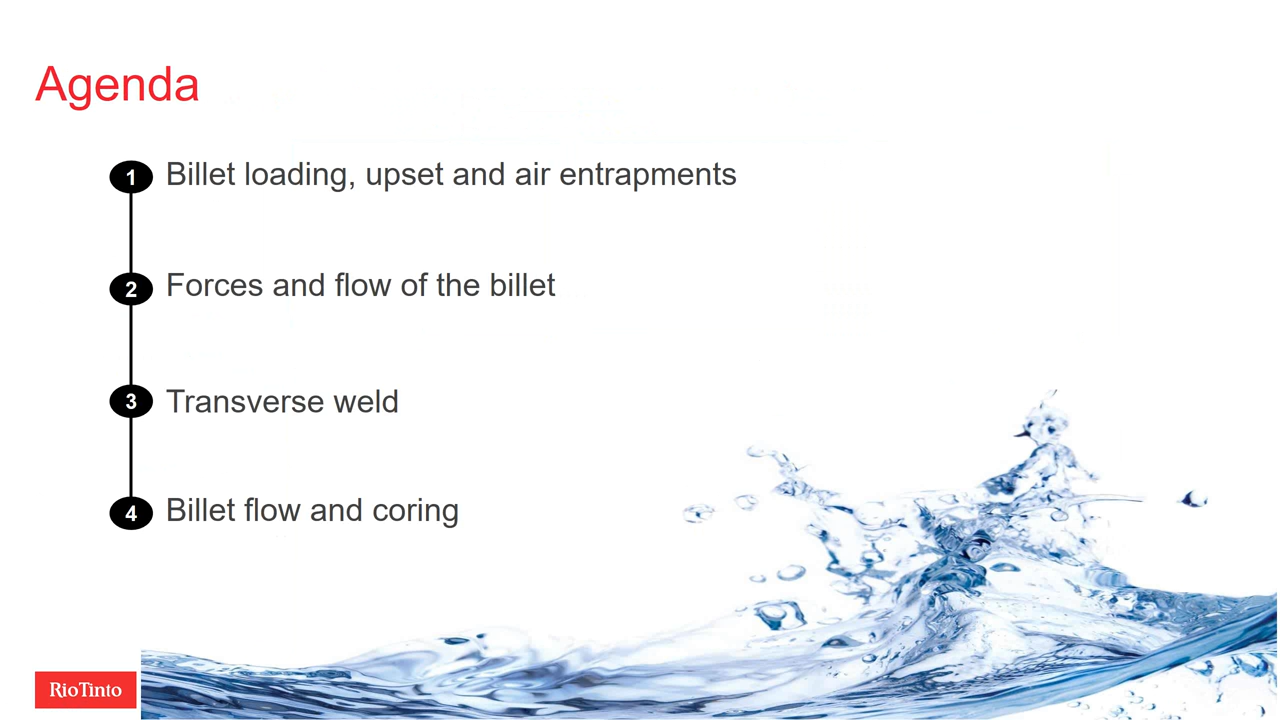 Agenda
1 Billet loading, upset and air entrapments
2 Forces and flow of the billet
3 Transverse weld
4 Billet flow and coring
RioTinto